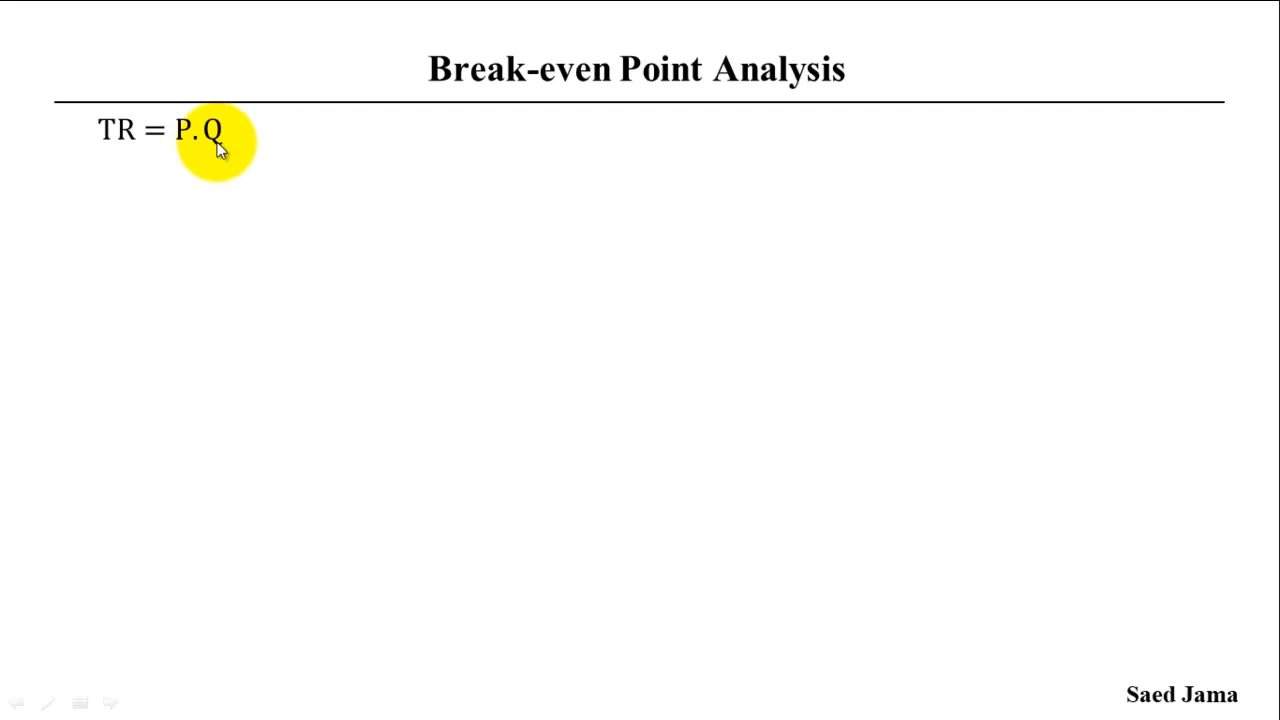 Break-even Point Analysis
TR = P.Q
Saed Jama